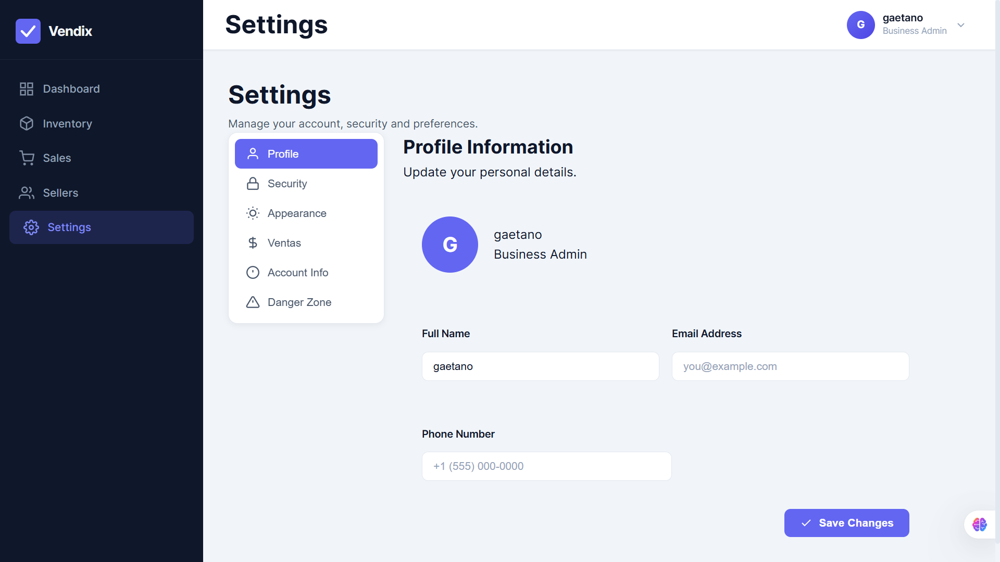 Vendix
Dashboard
Inventory
Sales
Sellers
Settings
Settings
G
gaetano
Business Admin
Settings
Manage your account, security and preferences.
Profile
Security
Appearance
Ventas
Account Info
Danger Zone
Profile Information
Update your personal details.
G
gaetano
Business Admin
Full Name
gaetano
Email Address
you@example.com
Phone Number
+1 (555) 000-0000
Save Changes